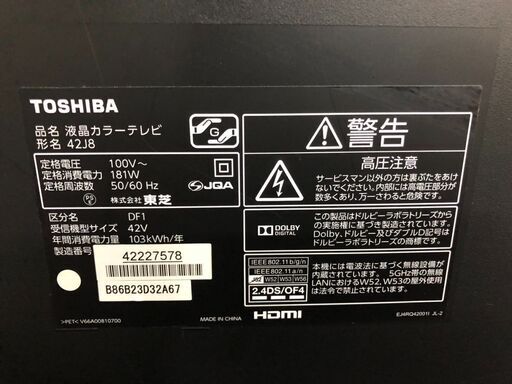 TOSHIBA
品名 液晶カラーテレビ
形名 42J8
定格電圧 100V～
定格消費電力 181W
定格周波数 50/60 Hz
PS
E
JQA
株式会社 東芝
区分名 DF1
受信機型サイズ 42V
年間消費電力量 103kWh/年
製造番号
42227578
B86B23D32A67
>PET< V66A00810700
MADE IN CHINA
G
警告
高圧注意
サービスマン以外の方は裏ぶたをあけ
ないでください。内部には高電圧部分が
数多くあり、万一さわると危険です。
DOLBY
DIGITAL
この製品はドルビーラボラトリーズから
の実施権に基づき製造されています。
Dolby、ドルビー及びダブルD記号は
ドルビーラボラトリーズの商標です。
IEEE802.11b/g/n
IEEE802.11a/n
W52 W53 W56
2.4DS/OF4
本機には電波法に基づく無線設備が
内蔵されています。 5GHz帯の無線
LANにおけるW52、W53の屋外使用
は法令で禁止されています。
HDMI
EJ4RQ42001I JL-2